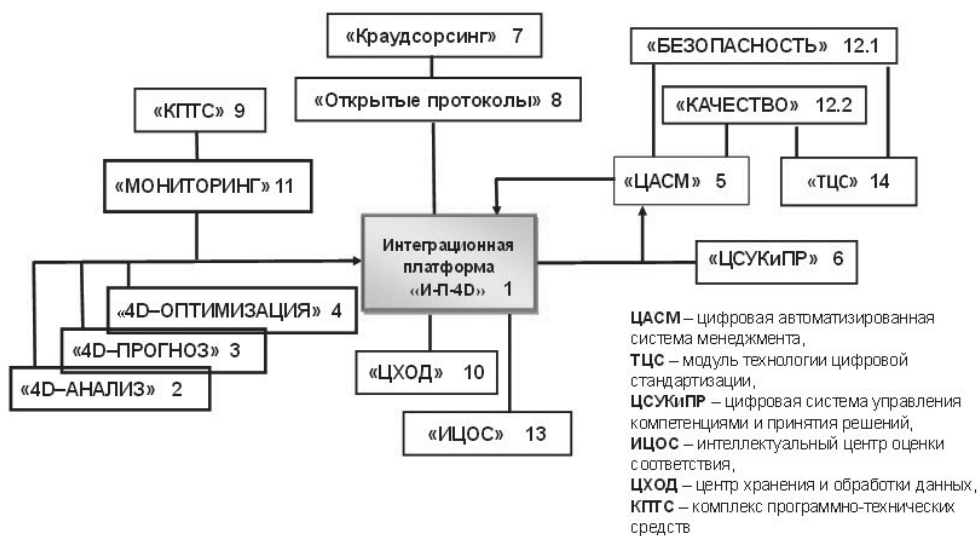 «Краудсорсинг» 7
«БЕЗОПАСНОСТЬ» 12.1
«Открытые протоколы» 8
«КАЧЕСТВО» 12.2
«КПТС» 9
«МОНИТОРИНГ» 11
«ЦАСМ» 5
«ТЦС» 14
Интеграционная
платформа
««И-П-4D» 1
«ЦСУКиПР» 6
«4D–ОПТИМИЗАЦИЯ» 4
«4D–ПРОГНОЗ» 3
«4D–АНАЛИЗ» 2
«ЦХОД» 10
«ИЦОС» 13
ЦАСМ – цифровая автоматизированная
система менеджмента,
ТЦС – модуль технологии цифровой
стандартизации,
ЦСУКиПР – цифровая система управления
компетенциями и принятия решений,
ИЦОС – интеллектуальный центр оценки
соответствия,
ЦХОД – центр хранения и обработки данных,
КПТС – комплекс программно-технических
средств